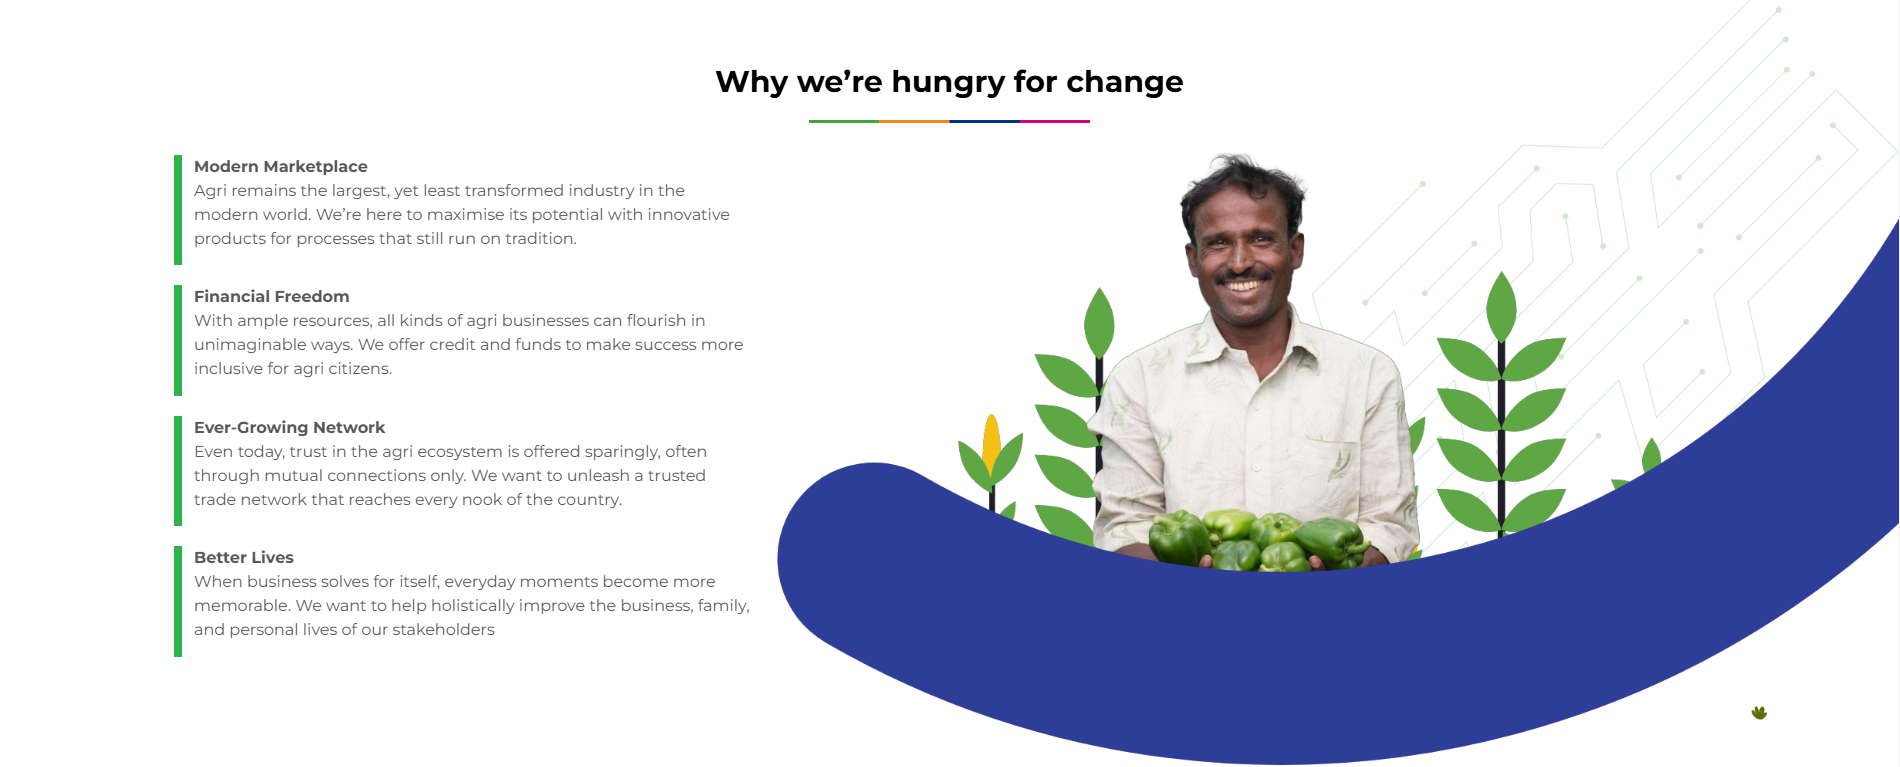 Why we’re hungry for change
Modern Marketplace
Agri remains the largest, yet least transformed industry in the
modern world. We’re here to maximise its potential with innovative
products for processes that still run on tradition.
Financial Freedom
With ample resources, all kinds of agri businesses can flourish in
unimaginable ways. We offer credit and funds to make success more
inclusive for agri citizens.
Ever-Growing Network
Even today, trust in the agri ecosystem is offered sparingly, often
through mutual connections only. We want to unleash a trusted
trade network that reaches every nook of the country.
Better Lives
When business solves for itself, everyday moments become more
memorable. We want to help holistically improve the business, family,
and personal lives of our stakeholders